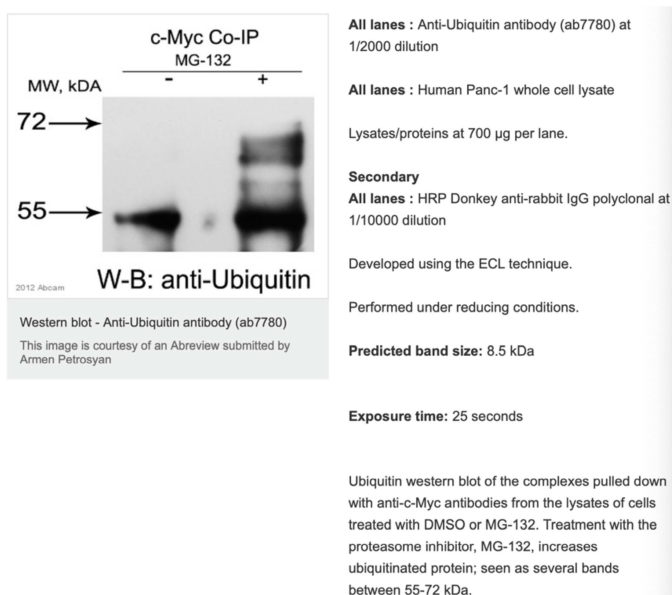 c-Myc Co-IP
MG-132
MW, kDA
-
+
72
55
W-B: anti-Ubiquitin
2012 Abcam
Western blot - Anti-Ubiquitin antibody (ab7780)
This image is courtesy of an Abreview submitted by
Armen Petrosyan
All lanes : Anti-Ubiquitin antibody (ab7780) at
1/2000 dilution
All lanes : Human Panc-1 whole cell lysate
Lysates/proteins at 700 µg per lane.
Secondary
All lanes : HRP Donkey anti-rabbit IgG polyclonal at
1/10000 dilution
Developed using the ECL technique.
Performed under reducing conditions.
Predicted band size: 8.5 kDa
Exposure time: 25 seconds
Ubiquitin western blot of the complexes pulled down
with anti-c-Myc antibodies from the lysates of cells
treated with DMSO or MG-132. Treatment with the
proteasome inhibitor, MG-132, increases
ubiquitinated protein; seen as several bands
between 55-72 kDa.